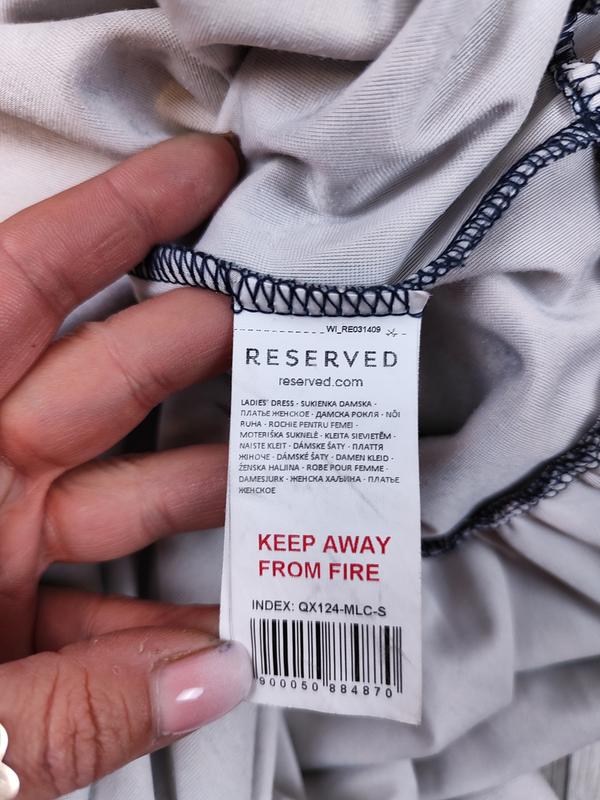 WI_RE031409
RESERVED
reserved.com
LADIES' DRESS · SUKIENKA DAMSKA ·
ПЛАТЬЕ ЖЕНСКОЕ · ДАМСКА РОКЛЯ · NŐI
RUHA · ROCHIE PENTRU FEMEI ·
MOTERIŠKA SUKNELĖ · KLEITA SIEVIETĒM ·
NAISTE KLEIT · DÁMSKE ŠATY · ПЛАТТЯ
ЖІНОЧЕ · DÁMSKÉ ŠATY · DAMEN KLEID ·
ŽENSKA HALJINA · ROBE POUR FEMME ·
DAMESJURK · ЖЕНСКА ХАЉИНА · ПЛАТЬЕ
ЖЕНСКОЕ
KEEP AWAY
FROM FIRE
INDEX: QX124-MLC-S
900050 884870